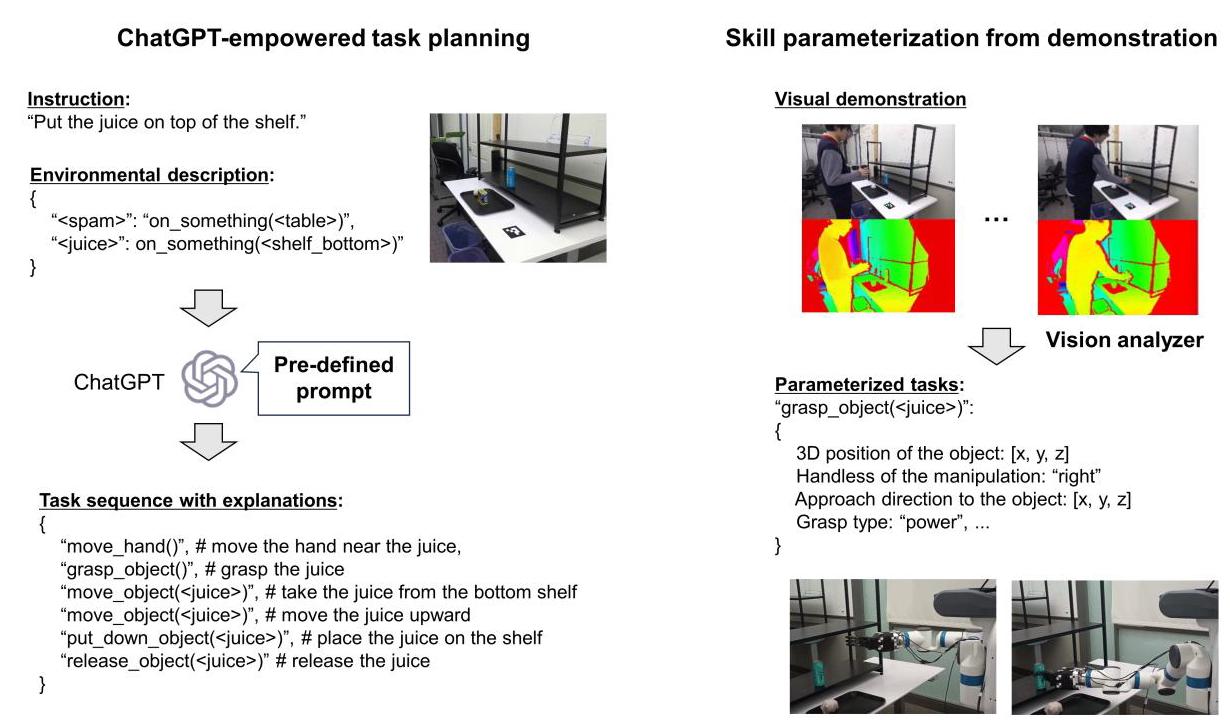 ChatGPT-empowered task planning
Instruction:
“Put the juice on top of the shelf.”
Environmental description:
{
“<spam>”: “on_something(<table>)”,
“<juice>”: on_something(<shelf_bottom>)”
}
ChatGPT
Pre-defined
prompt
Task sequence with explanations:
{
“move_hand()”, # move the hand near the juice,
“grasp_object()”, # grasp the juice
“move_object(<juice>)”, # take the juice from the bottom shelf
“move_object(<juice>)”, # move the juice upward
“put_down_object(<juice>)”, # place the juice on the shelf
“release_object(<juice>)” # release the juice
}
Skill parameterization from demonstration
Visual demonstration
...
Vision analyzer
Parameterized tasks:
“grasp_object(<juice>)”:
{
3D position of the object: [x, y, z]
Handless of the manipulation: “right”
Approach direction to the object: [x, y, z]
Grasp type: “power”, ...
}